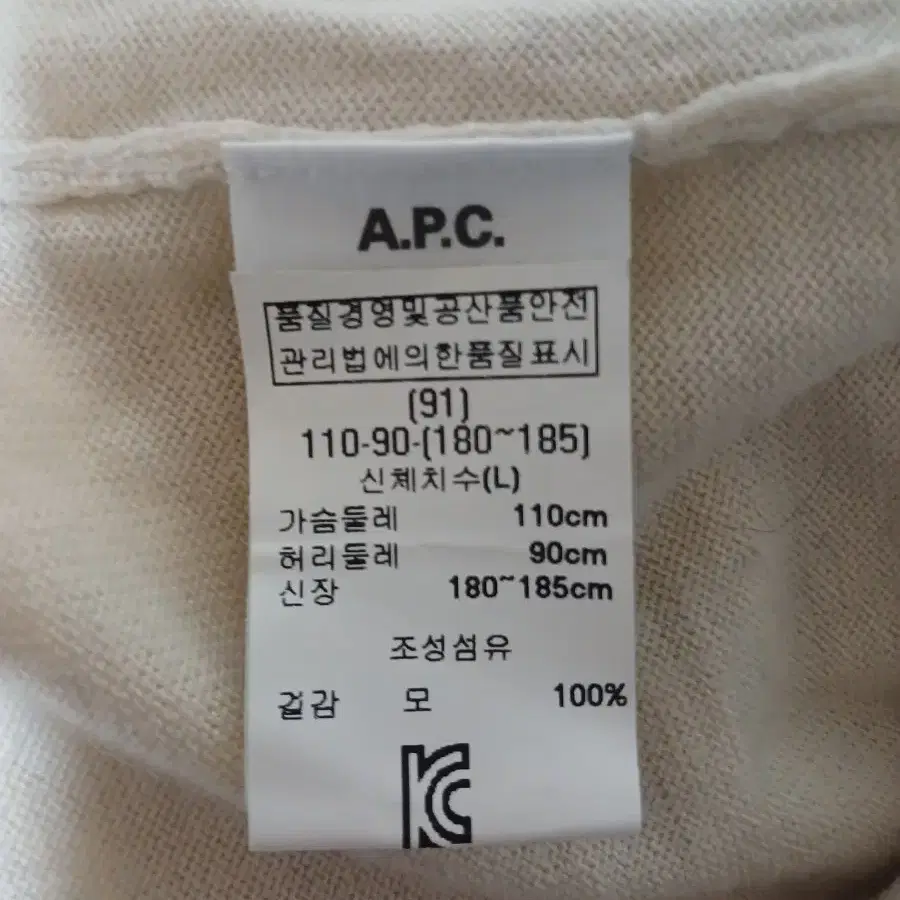 A.P.C.
품질경영및공산품안전
관리법에의한품질표시
(91)
110-90-(180~185)
신체치수(L)
가슴둘레 110cm
허리둘레 90cm
신장 180~185cm
조성섬유
겉감 모 100%
KC